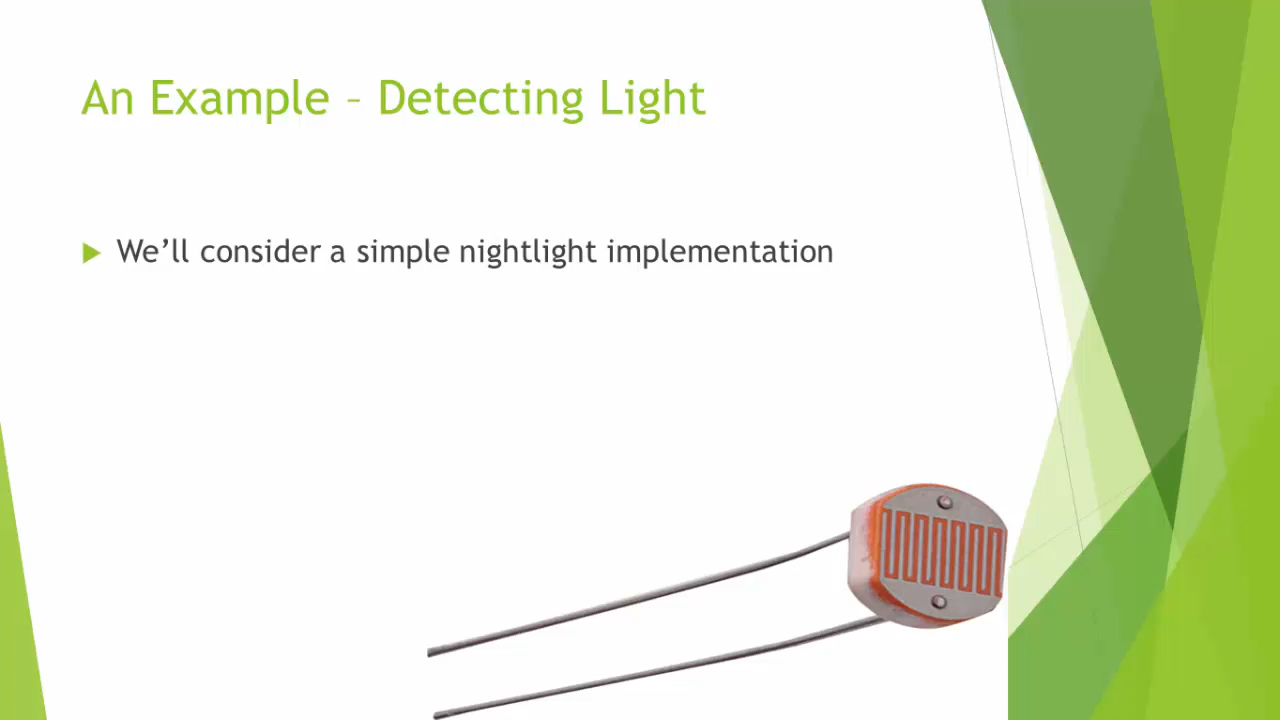 An Example – Detecting Light
We’ll consider a simple nightlight implementation